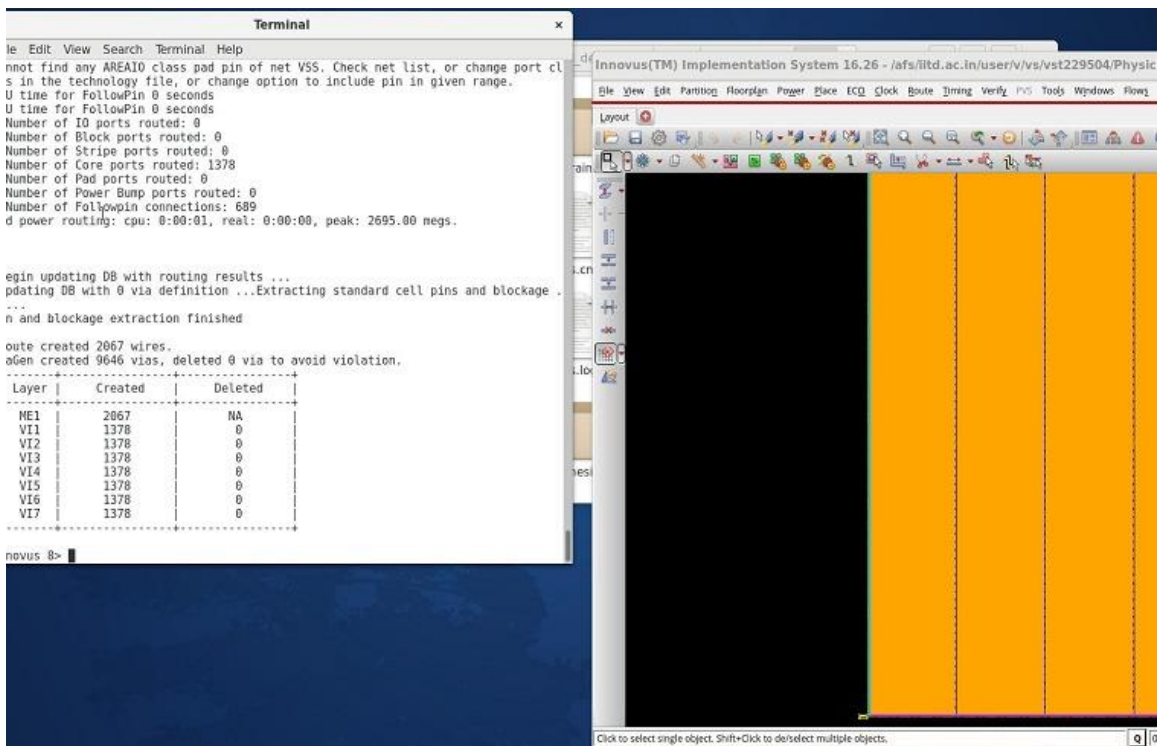 Terminal
×
le Edit View Search Terminal Help
nnot find any AREAIO class pad pin of net VSS. Check net list, or change port cl
s in the technology file, or change option to include pin in given range.
U time for FollowPin 0 seconds
U time for FollowPin 0 seconds
Number of IO ports routed: 0
Number of Block ports routed: 0
Number of Stripe ports routed: 0
Number of Core ports routed: 1378
Number of Pad ports routed: 0
Number of Power Bump ports routed: 0
Number of Followpin connections: 689
d power routing: cpu: 0:00:01, real: 0:00:00, peak: 2695.00 megs.
egin updating DB with routing results ...
pdating DB with 0 via definition ...Extracting standard cell pins and blockage .
...
n and blockage extraction finished
oute created 2067 wires.
aGen created 9646 vias, deleted 0 via to avoid violation.
Layer | Created | Deleted |
ME1 | 2067 | NA |
VI1 | 1378 | 0 |
VI2 | 1378 | 0 |
VI3 | 1378 | 0 |
VI4 | 1378 | 0 |
VI5 | 1378 | 0 |
VI6 | 1378 | 0 |
VI7 | 1378 | 0 |
novus 8>
Innovus(TM) Implementation System 16.26 - /afs/iitd.ac.in/user/v/vs/vst229504/Physic
File View Edit Partition Floorplan Power Place ECO Clock Route Timing Verify PVS Tools Windows Flows
Layout
Click to select single object. Shift+Click to de/select multiple objects.
Q